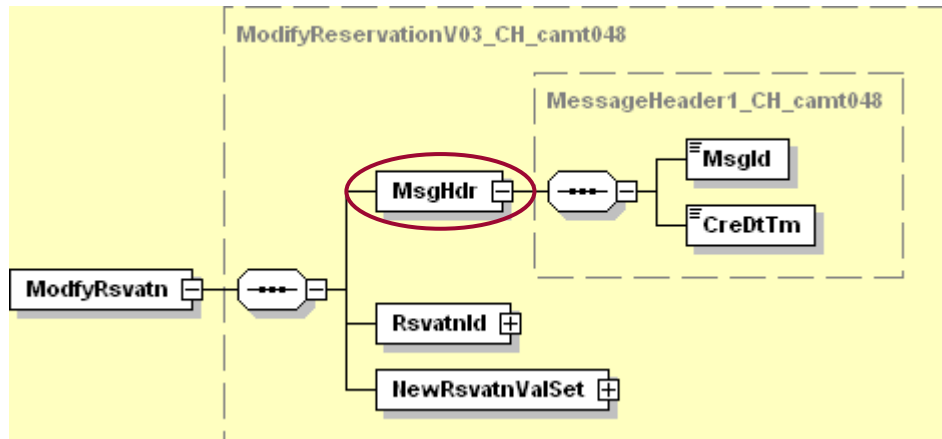 ModifyReservationV03_CH_camt048
MessageHeader1_CH_camt048
MsgId
MsgHdr
CreDtTm
ModfyRsvatn
RsvatnId
NewRsvatnValSet